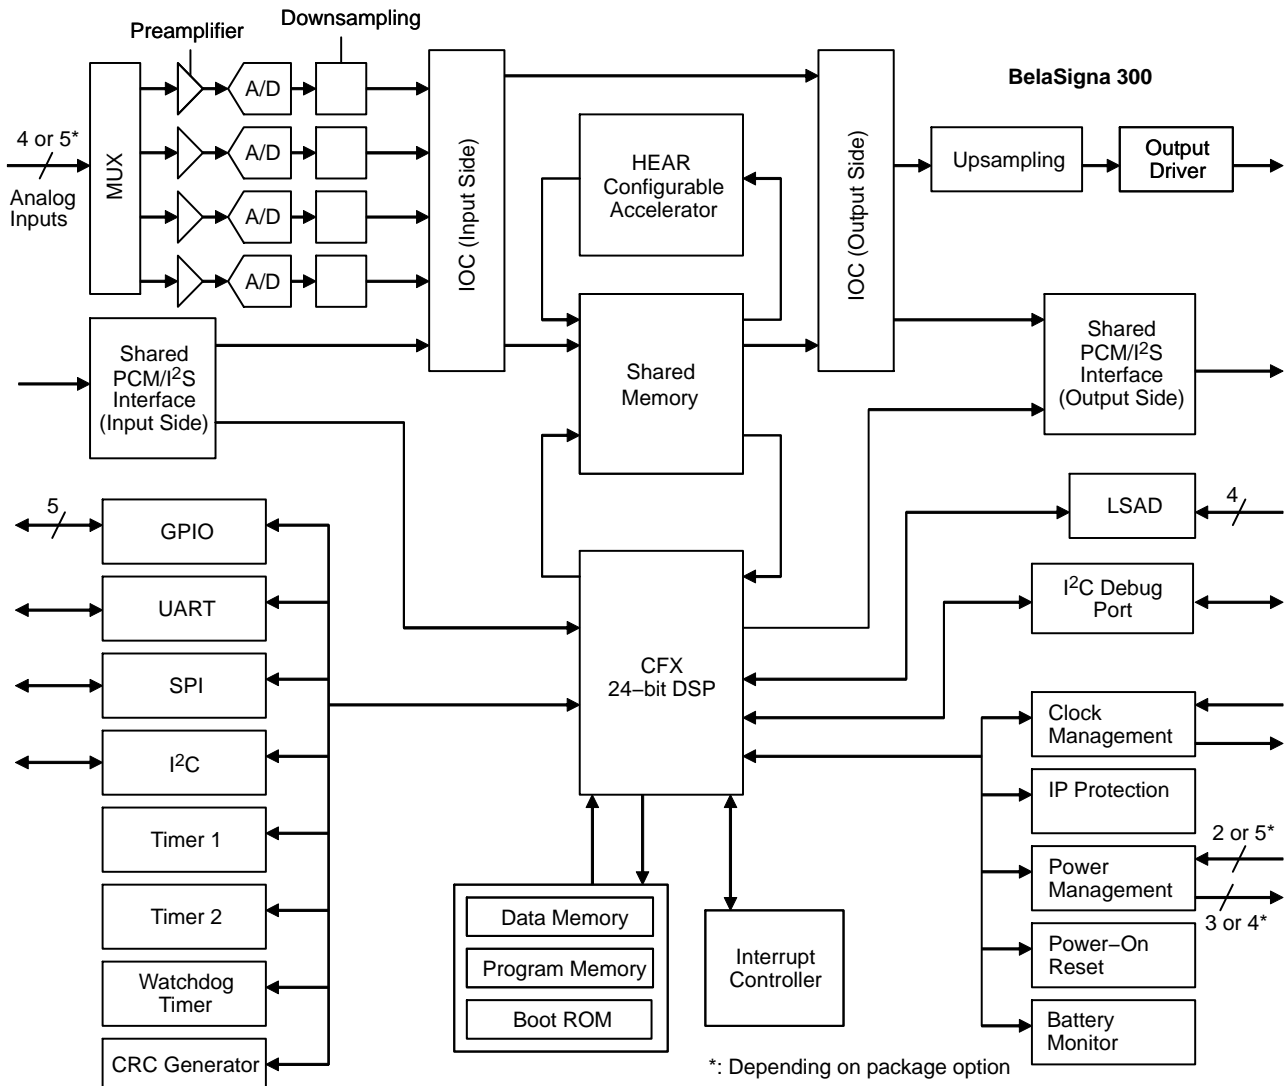 Preamplifier
Downsampling
BelaSigna 300
4 or 5*
Analog
Inputs
MUX
A/D
A/D
A/D
A/D
IOC (Input Side)
HEAR
Configurable
Accelerator
IOC (Output Side)
Upsampling
Output
Driver
Shared
PCM/I²S
Interface
(Input Side)
Shared
Memory
Shared
PCM/I²S
Interface
(Output Side)
5
GPIO
UART
SPI
I²C
Timer 1
Timer 2
Watchdog
Timer
CRC Generator
CFX
24−bit DSP
Data Memory
Program Memory
Boot ROM
Interrupt
Controller
LSAD
4
I²C Debug
Port
Clock
Management
IP Protection
Power
Management
2 or 5*
3 or 4*
Power−On
Reset
Battery
Monitor
*: Depending on package option